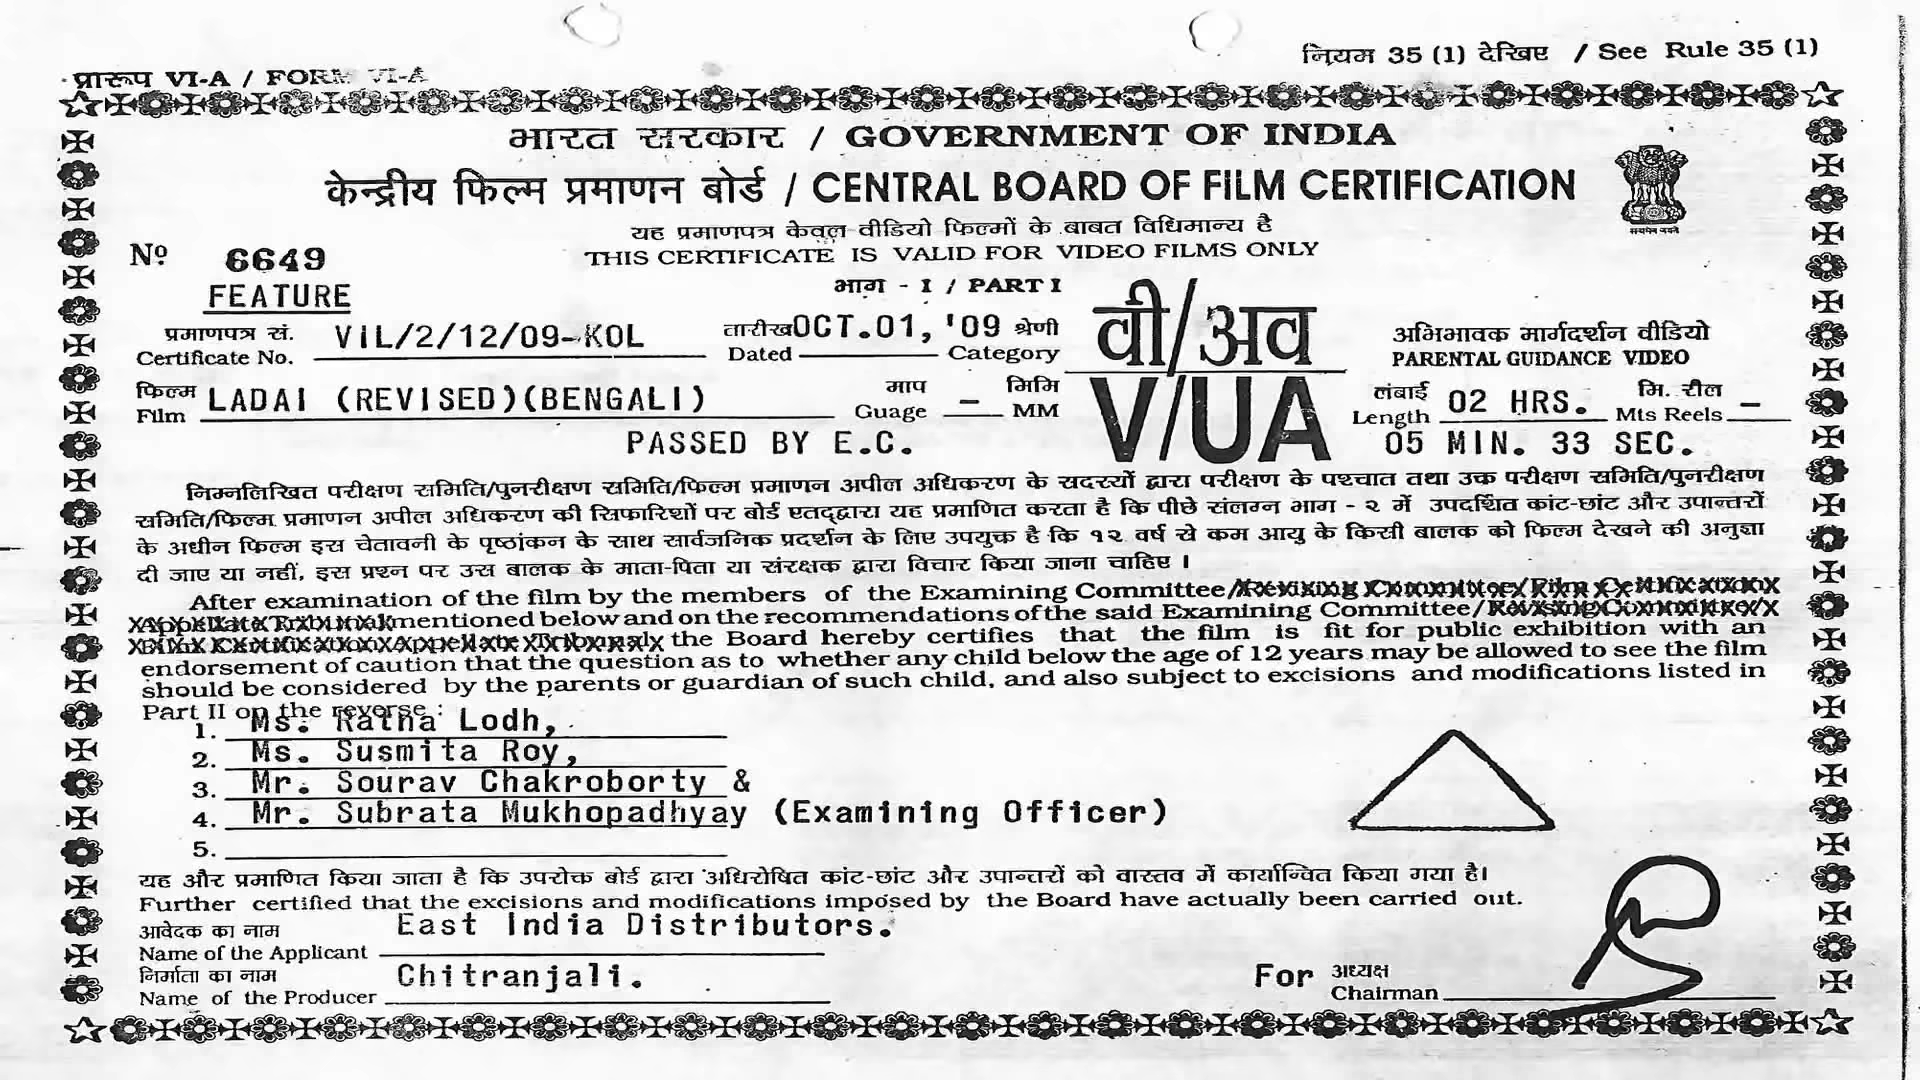 प्रारूप VI-A / FORM VI-A
नियम 35 (1) देखिए / See Rule 35 (1)
भारत सरकार / GOVERNMENT OF INDIA
केन्द्रीय फिल्म प्रमाणन बोर्ड / CENTRAL BOARD OF FILM CERTIFICATION
सत्यमेव जयते
यह प्रमाणपत्र केवल वीडियो फिल्मों के बाबत विधिमान्य है
THIS CERTIFICATE IS VALID FOR VIDEO FILMS ONLY
Nº 6649
FEATURE
भाग - I / PART I
प्रमाणपत्र सं. VIL/2/12/09-KOL तारीख OCT.01, '09 श्रेणी वी/अव अभिभावक मार्गदर्शन वीडियो
Certificate No. Dated Category PARENTAL GUIDANCE VIDEO
फिल्म LADAI (REVISED)(BENGALI) माप - मिमि V/UA लंबाई 02 HRS. मि. रील -
Film Guage MM Length Mts Reels
PASSED BY E.C. 05 MIN. 33 SEC.
निम्नलिखित परीक्षण समिति/पुनरीक्षण समिति/फिल्म प्रमाणन अपील अधिकरण के सदस्यों द्वारा परीक्षण के पश्चात तथा उक्त परीक्षण समिति/पुनरीक्षण
समिति/फिल्म प्रमाणन अपील अधिकरण की सिफारिशों पर बोर्ड एतद्द्वारा यह प्रमाणित करता है कि पीछे संलग्न भाग - २ में उपदर्शित कांट-छांट और उपान्तरों
के अधीन फिल्म इस चेतावनी के पृष्ठांकन के साथ सार्वजनिक प्रदर्शन के लिए उपयुक्त है कि १२ वर्ष से कम आयु के किसी बालक को फिल्म देखने की अनुज्ञा
दी जाए या नहीं, इस प्रश्न पर उस बालक के माता-पिता या संरक्षक द्वारा विचार किया जाना चाहिए ।
After examination of the film by the members of the Examining Committee/
mentioned below and on the recommendations of the said Examining Committee/
the Board hereby certifies that the film is fit for public exhibition with an
endorsement of caution that the question as to whether any child below the age of 12 years may be allowed to see the film
should be considered by the parents or guardian of such child, and also subject to excisions and modifications listed in
Part II on the reverse :
1. Ms. Ratna Lodh,
2. Ms. Susmita Roy,
3. Mr. Sourav Chakroborty &
4. Mr. Subrata Mukhopadhyay (Examining Officer)
5.
यह और प्रमाणित किया जाता है कि उपरोक्त बोर्ड द्वारा अधिरोषित कांट-छांट और उपान्तरों को वास्तव में कार्यान्वित किया गया है।
Further certified that the excisions and modifications imposed by the Board have actually been carried out.
आवेदक का नाम East India Distributors.
Name of the Applicant
निर्माता का नाम Chitranjali.
Name of the Producer
For अध्यक्ष
Chairman